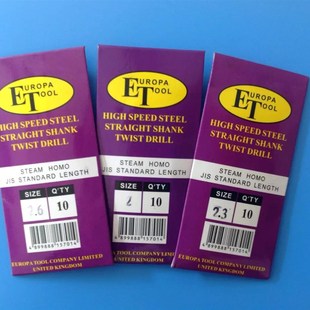 EUROPA
TOOL
HIGH SPEED STEEL
STRAIGHT SHANK
TWIST DRILL
STEAM HOMO
JIS STANDARD LENGTH
SIZE Q'TY
10
4899888157014
EUROPA TOOL COMPANY LIMITED
UNITED KINGDOM
EUROPA
TOOL
HIGH SPEED STEEL
STRAIGHT SHANK
TWIST DRILL
STEAM HOMO
JIS STANDARD LENGTH
SIZE Q'TY
10
4899888157014
EUROPA TOOL COMPANY LIMITED
UNITED KINGDOM
EUROPA
TOOL
HIGH SPEED STEEL
STRAIGHT SHANK
TWIST DRILL
STEAM HOMO
JIS STANDARD LENGTH
SIZE Q'TY
2.3 10
4899888157014
EUROPA TOOL COMPANY LIMITED
UNITED KINGDOM